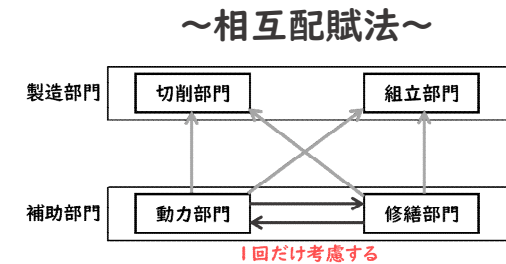 ～相互配賦法～
製造部門
切削部門
組立部門
補助部門
動力部門
修繕部門
1回だけ考慮する